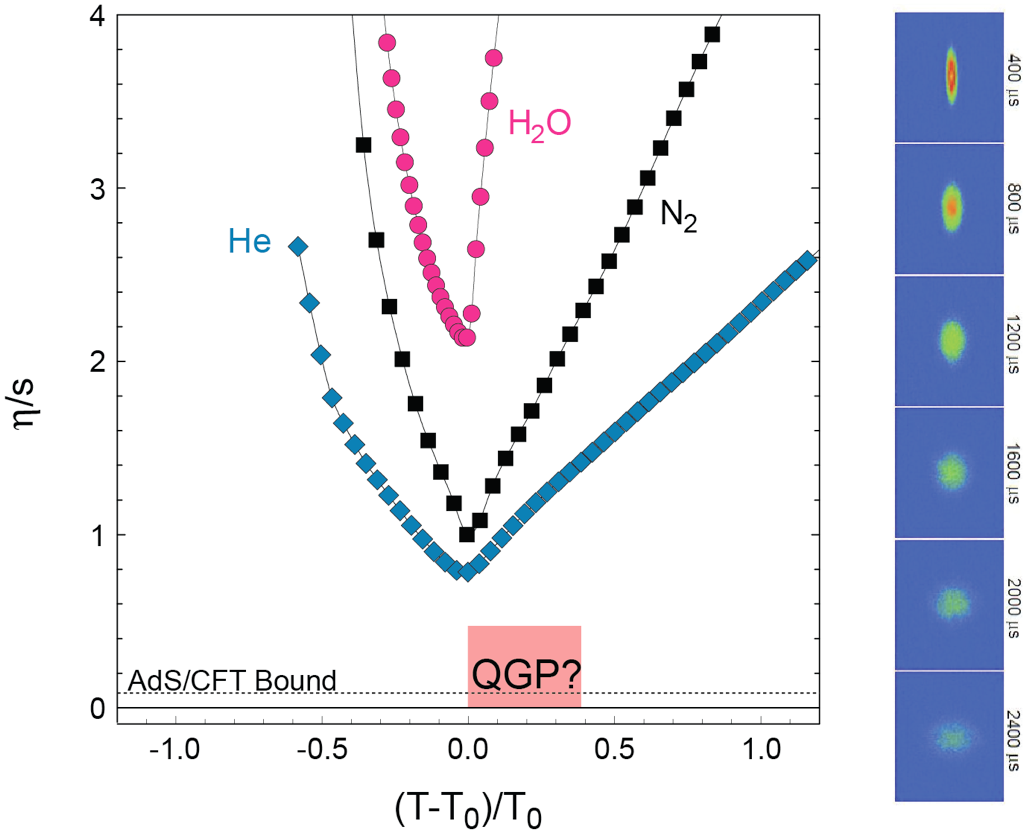 4
3
2
1
0
η/s
H₂O
N₂
He
QGP?
AdS/CFT Bound
-1.0
-0.5
0.0
0.5
1.0
(T-T₀)/T₀
400 μs
800 μs
1200 μs
1600 μs
2000 μs
2400 μs